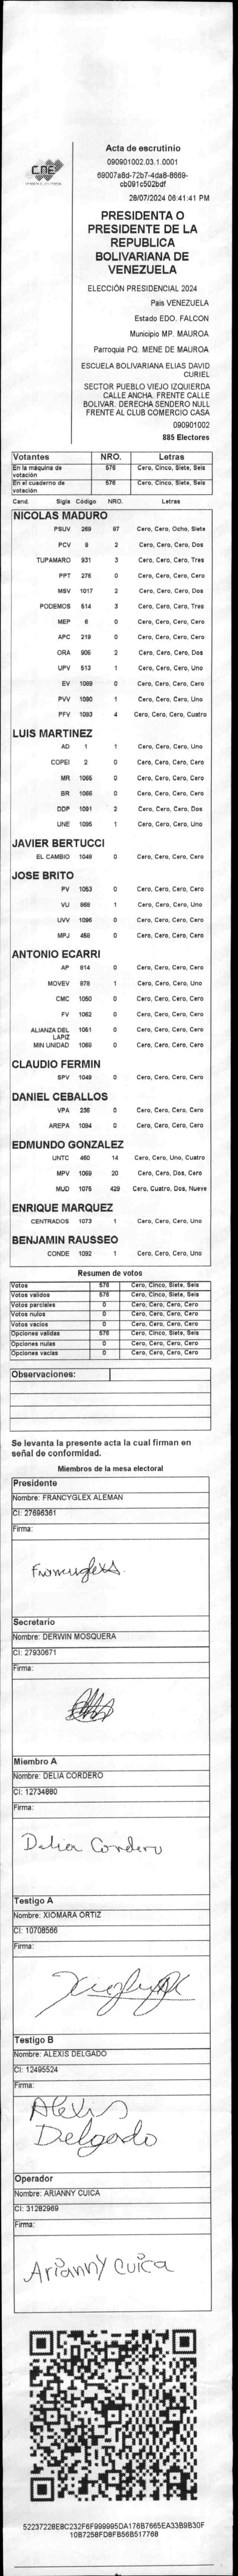 CNE
Acta de escrutinio
090901002.03.1.0001
69007a8d-72b7-4da8-8669-
cb091c502bdf
28/07/2024 06:41:41 PM
PRESIDENTA O
PRESIDENTE DE LA
REPUBLICA
BOLIVARIANA DE
VENEZUELA
ELECCIÓN PRESIDENCIAL 2024
Pais VENEZUELA
Estado EDO. FALCON
Municipio MP. MAUROA
Parroquia PQ. MENE DE MAUROA
ESCUELA BOLIVARIANA ELIAS DAVID
CURIEL
SECTOR PUEBLO VIEJO IZQUIERDA
CALLE ANCHA. FRENTE CALLE
BOLIVAR. DERECHA SENDERO NULL
FRENTE AL CLUB COMERCIO CASA
090901002
885 Electores
Votantes NRO. Letras
En la máquina de votación 576 Cero, Cinco, Siete, Seis
En el cuaderno de votación 576 Cero, Cinco, Siete, Seis
Cand. Sigla Código NRO. Letras
NICOLAS MADURO
PSUV 269 87 Cero, Cero, Ocho, Siete
PCV 9 2 Cero, Cero, Cero, Dos
TUPAMARO 931 3 Cero, Cero, Cero, Tres
PPT 276 0 Cero, Cero, Cero, Cero
MSV 1017 2 Cero, Cero, Cero, Dos
PODEMOS 514 3 Cero, Cero, Cero, Tres
MEP 6 0 Cero, Cero, Cero, Cero
APC 219 0 Cero, Cero, Cero, Cero
ORA 906 2 Cero, Cero, Cero, Dos
UPV 513 1 Cero, Cero, Cero, Uno
EV 1089 0 Cero, Cero, Cero, Cero
PVV 1090 1 Cero, Cero, Cero, Uno
PFV 1093 4 Cero, Cero, Cero, Cuatro
LUIS MARTINEZ
AD 1 1 Cero, Cero, Cero, Uno
COPEI 2 0 Cero, Cero, Cero, Cero
MR 1065 0 Cero, Cero, Cero, Cero
BR 1066 0 Cero, Cero, Cero, Cero
DDP 1091 2 Cero, Cero, Cero, Dos
UNE 1095 1 Cero, Cero, Cero, Uno
JAVIER BERTUCCI
EL CAMBIO 1048 0 Cero, Cero, Cero, Cero
JOSE BRITO
PV 1053 0 Cero, Cero, Cero, Cero
VU 868 1 Cero, Cero, Cero, Uno
UVV 1096 0 Cero, Cero, Cero, Cero
MPJ 458 0 Cero, Cero, Cero, Cero
ANTONIO ECARRI
AP 814 0 Cero, Cero, Cero, Cero
MOVEV 878 1 Cero, Cero, Cero, Uno
CMC 1050 0 Cero, Cero, Cero, Cero
FV 1062 0 Cero, Cero, Cero, Cero
ALIANZA DEL LAPIZ 1051 0 Cero, Cero, Cero, Cero
MIN UNIDAD 1069 0 Cero, Cero, Cero, Cero
CLAUDIO FERMIN
SPV 1049 0 Cero, Cero, Cero, Cero
DANIEL CEBALLOS
VPA 236 0 Cero, Cero, Cero, Cero
AREPA 1094 0 Cero, Cero, Cero, Cero
EDMUNDO GONZALEZ
UNTC 460 14 Cero, Cero, Uno, Cuatro
MPV 1069 20 Cero, Cero, Dos, Cero
MUD 1075 429 Cero, Cuatro, Dos, Nueve
ENRIQUE MARQUEZ
CENTRADOS 1073 1 Cero, Cero, Cero, Uno
BENJAMIN RAUSSEO
CONDE 1092 1 Cero, Cero, Cero, Uno
Resumen de votos
Votos 576 Cero, Cinco, Siete, Seis
Votos validos 576 Cero, Cinco, Siete, Seis
Votos parciales 0 Cero, Cero, Cero, Cero
Votos nulos 0 Cero, Cero, Cero, Cero
Votos vacios 0 Cero, Cero, Cero, Cero
Opciones validas 576 Cero, Cinco, Siete, Seis
Opciones nulas 0 Cero, Cero, Cero, Cero
Opciones vacias 0 Cero, Cero, Cero, Cero
Observaciones:
Se levanta la presente acta la cual firman en
señal de conformidad.
Miembros de la mesa electoral
Presidente
Nombre: FRANCYGLEX ALEMAN
CI: 27696361
Firma:
Secretario
Nombre: DERWIN MOSQUERA
CI: 27930671
Firma:
Miembro A
Nombre: DELIA CORDERO
CI: 12734880
Firma:
Delia Cordero
Testigo A
Nombre: XIOMARA ORTIZ
CI: 10708566
Firma:
Testigo B
Nombre: ALEXIS DELGADO
CI: 12495524
Firma:
Alexis
Delgado
Operador
Nombre: ARIANNY CUICA
CI: 31282969
Firma:
Arianny Cuica
52237228E8C232F6F999995DA176B7665EA33B9B30F
10B7258FDBFB56B517768